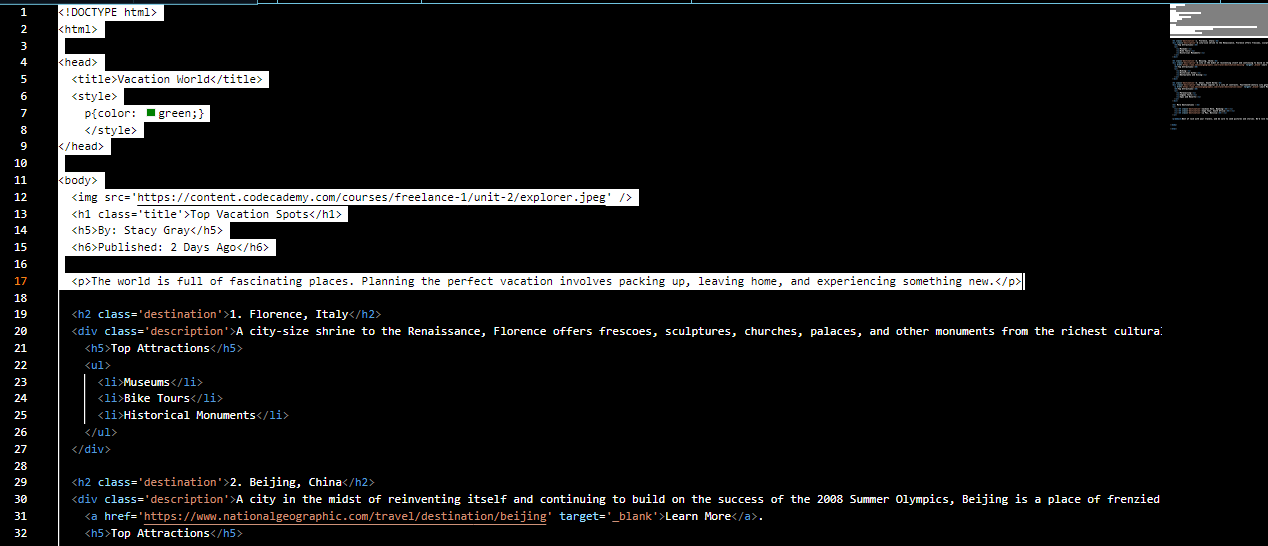 1 <!DOCTYPE html>
2 <html>
3
4 <head>
5 <title>Vacation World</title>
6 <style>
7 p{color: green;}
8 </style>
9 </head>
10
11 <body>
12 <img src='https://content.codecademy.com/courses/freelance-1/unit-2/explorer.jpeg' />
13 <h1 class='title'>Top Vacation Spots</h1>
14 <h5>By: Stacy Gray</h5>
15 <h6>Published: 2 Days Ago</h6>
16
17 <p>The world is full of fascinating places. Planning the perfect vacation involves packing up, leaving home, and experiencing something new.</p>
18
19 <h2 class='destination'>1. Florence, Italy</h2>
20 <div class='description'>A city-size shrine to the Renaissance, Florence offers frescoes, sculptures, churches, palaces, and other monuments from the richest cultura
21 <h5>Top Attractions</h5>
22 <ul>
23 <li>Museums</li>
24 <li>Bike Tours</li>
25 <li>Historical Monuments</li>
26 </ul>
27 </div>
28
29 <h2 class='destination'>2. Beijing, China</h2>
30 <div class='description'>A city in the midst of reinventing itself and continuing to build on the success of the 2008 Summer Olympics, Beijing is a place of frenzied
31 <a href='https://www.nationalgeographic.com/travel/destination/beijing' target='_blank'>Learn More</a>.
32 <h5>Top Attractions</h5>